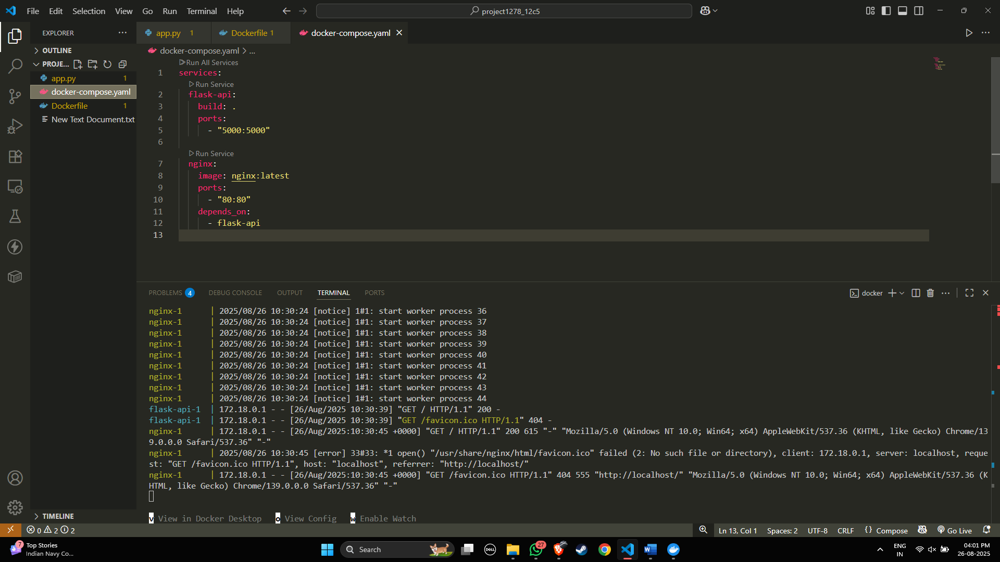 File Edit Selection View Go Run Terminal Help
project1278_12c5
EXPLORER
app.py 1
Dockerfile 1
docker-compose.yaml
OUTLINE
PROJE...
app.py 1
docker-compose.yaml
Dockerfile 1
New Text Document.txt
TIMELINE
docker-compose.yaml > ...
Run All Services
1 services:
Run Service
2 flask-api:
3 build: .
4 ports:
5 - "5000:5000"
6
Run Service
7 nginx:
8 image: nginx:latest
9 ports:
10 - "80:80"
11 depends_on:
12 - flask-api
13
PROBLEMS 4 DEBUG CONSOLE OUTPUT TERMINAL PORTS
docker
nginx-1 | 2025/08/26 10:30:24 [notice] 1#1: start worker process 36
nginx-1 | 2025/08/26 10:30:24 [notice] 1#1: start worker process 37
nginx-1 | 2025/08/26 10:30:24 [notice] 1#1: start worker process 38
nginx-1 | 2025/08/26 10:30:24 [notice] 1#1: start worker process 39
nginx-1 | 2025/08/26 10:30:24 [notice] 1#1: start worker process 40
nginx-1 | 2025/08/26 10:30:24 [notice] 1#1: start worker process 41
nginx-1 | 2025/08/26 10:30:24 [notice] 1#1: start worker process 42
nginx-1 | 2025/08/26 10:30:24 [notice] 1#1: start worker process 43
nginx-1 | 2025/08/26 10:30:24 [notice] 1#1: start worker process 44
flask-api-1 | 172.18.0.1 - - [26/Aug/2025 10:30:39] "GET / HTTP/1.1" 200 -
flask-api-1 | 172.18.0.1 - - [26/Aug/2025 10:30:39] "GET /favicon.ico HTTP/1.1" 404 -
nginx-1 | 172.18.0.1 - - [26/Aug/2025:10:30:45 +0000] "GET / HTTP/1.1" 200 615 "-" "Mozilla/5.0 (Windows NT 10.0; Win64; x64) AppleWebKit/537.36 (KHTML, like Gecko) Chrome/13
9.0.0.0 Safari/537.36" "-"
nginx-1 | 2025/08/26 10:30:45 [error] 33#33: *1 open() "/usr/share/nginx/html/favicon.ico" failed (2: No such file or directory), client: 172.18.0.1, server: localhost, reque
st: "GET /favicon.ico HTTP/1.1", host: "localhost", referrer: "http://localhost/"
nginx-1 | 172.18.0.1 - - [26/Aug/2025:10:30:45 +0000] "GET /favicon.ico HTTP/1.1" 404 555 "http://localhost/" "Mozilla/5.0 (Windows NT 10.0; Win64; x64) AppleWebKit/537.36 (K
HTML, like Gecko) Chrome/139.0.0.0 Safari/537.36" "-"
v View in Docker Desktop o View Config w Enable Watch
0 2 2
Ln 13, Col 1 Spaces: 2 UTF-8 CRLF {} Compose Go Live
7 Top Stories
Indian Navy Co...
Search
DELL
27
W
ENG
IN
04:01 PM
26-08-2025